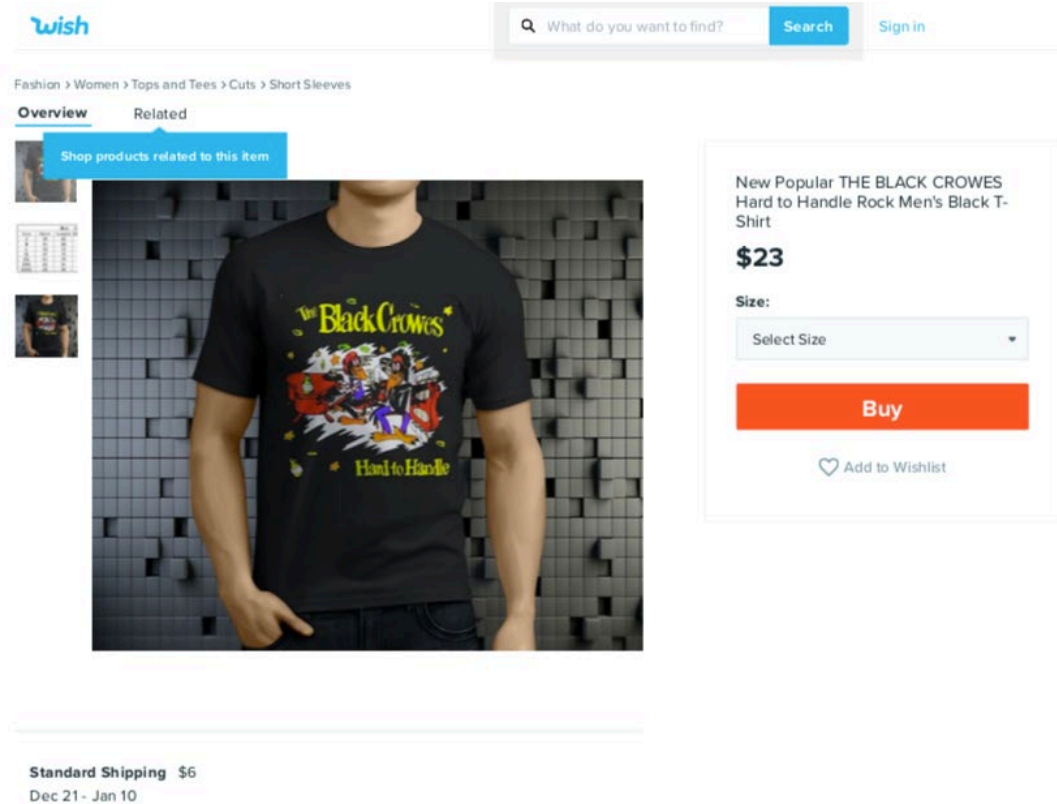 wish
What do you want to find?
Search
Sign in
Fashion > Women > Tops and Tees > Cuts > Short Sleeves
Overview
Related
Shop products related to this item
New Popular THE BLACK CROWES
Hard to Handle Rock Men's Black T-
Shirt
$23
Size:
Select Size
Buy
Add to Wishlist
The Black Crowes
Hard to Handle
Standard Shipping $6
Dec 21 - Jan 10